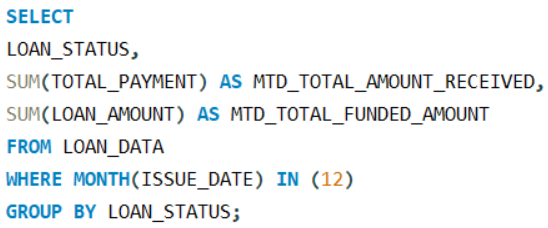 SELECT
LOAN_STATUS,
SUM(TOTAL_PAYMENT) AS MTD_TOTAL_AMOUNT_RECEIVED,
SUM(LOAN_AMOUNT) AS MTD_TOTAL_FUNDED_AMOUNT
FROM LOAN_DATA
WHERE MONTH(ISSUE_DATE) IN (12)
GROUP BY LOAN_STATUS;